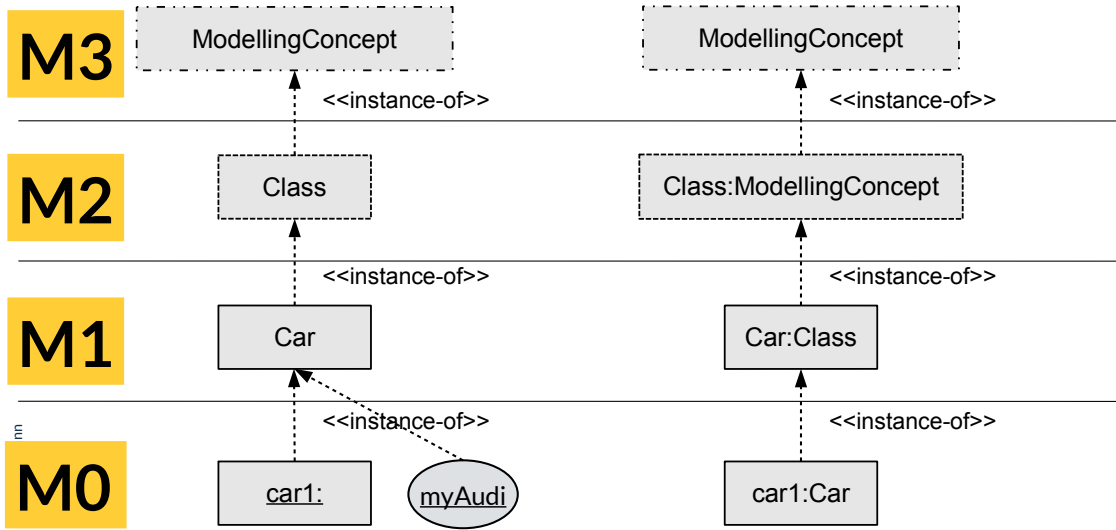 M3
ModellingConcept
ModellingConcept
<<instance-of>>
<<instance-of>>
M2
Class
Class:ModellingConcept
<<instance-of>>
<<instance-of>>
M1
Car
Car:Class
<<instance-of>>
<<instance-of>>
nn
M0
car1:
myAudi
car1:Car